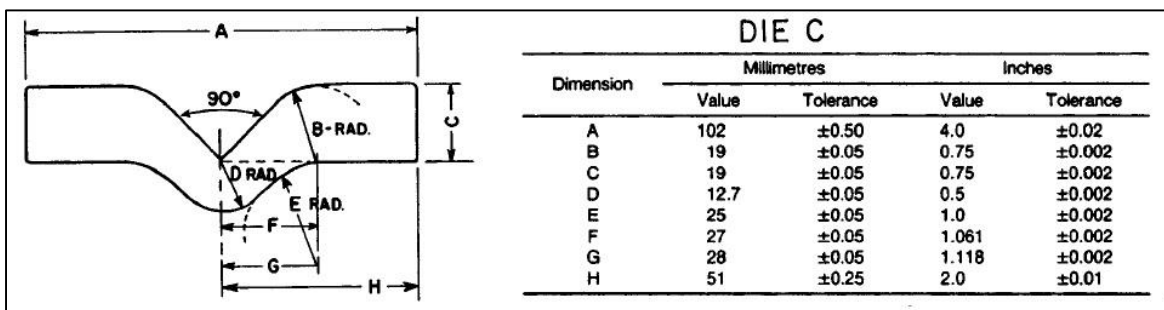 A
90°
B-RAD.
C
D RAD.
E RAD.
F
G
H
DIE C
Dimension Millimetres Inches
Value Tolerance Value Tolerance
A 102 ±0.50 4.0 ±0.02
B 19 ±0.05 0.75 ±0.002
C 19 ±0.05 0.75 ±0.002
D 12.7 ±0.05 0.5 ±0.002
E 25 ±0.05 1.0 ±0.002
F 27 ±0.05 1.061 ±0.002
G 28 ±0.05 1.118 ±0.002
H 51 ±0.25 2.0 ±0.01